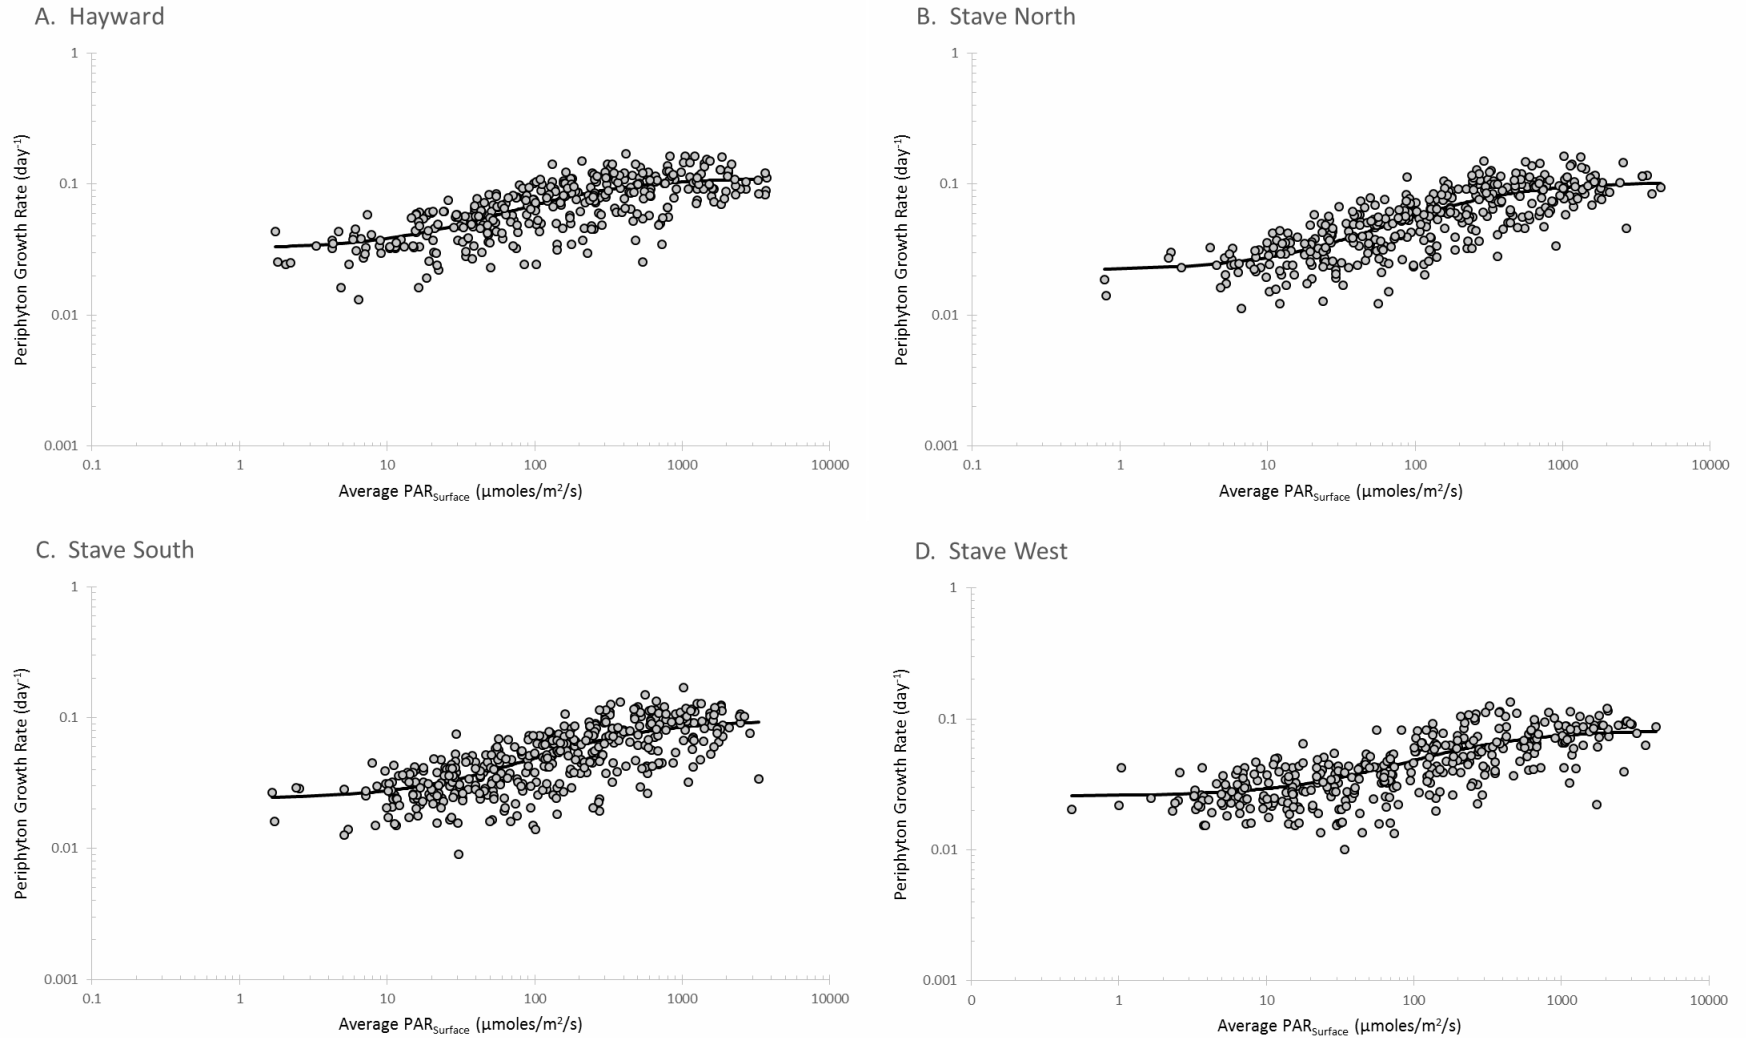 A. Hayward
1
0.1
0.01
0.001
0.1 1 10 100 1000 10000
Periphyton Growth Rate (day⁻¹)
Average PARSurface (µmoles/m²/s)
B. Stave North
1
0.1
0.01
0.001
0.1 1 10 100 1000 10000
Periphyton Growth Rate (day⁻¹)
Average PARSurface (µmoles/m²/s)
C. Stave South
1
0.1
0.01
0.001
0.1 1 10 100 1000 10000
Periphyton Growth Rate (day⁻¹)
Average PARSurface (µmoles/m²/s)
D. Stave West
1
0.1
0.01
0.001
0 1 10 100 1000 10000
Periphyton Growth Rate (day⁻¹)
Average PARSurface (µmoles/m²/s)